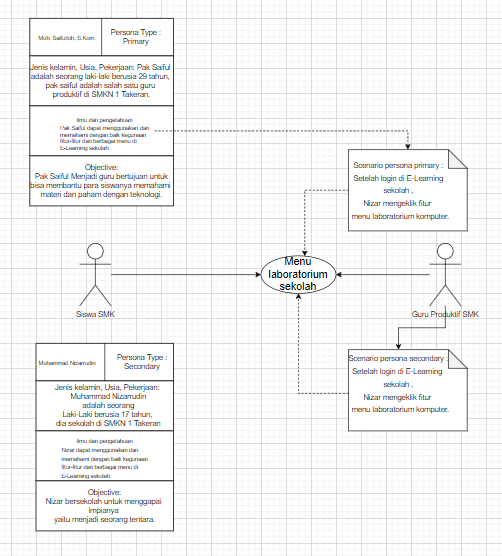 Moh. Saifulloh, S.Kom.
Persona Type :
Primary
Jenis kelamin, Usia, Pekerjaan: Pak Saiful
adalah seorang laki-laki berusia 29 tahun,
pak saiful adalah salah satu guru
produktif di SMKN 1 Takeran.
ilmu dan pengetahuan
Pak Saiful dapat menggunakan dan
memahami dengan baik kegunaan
fitur-fitur dari berbagai menu di
E-Learning sekolah
Objective:
Pak Saiful Menjadi guru bertujuan untuk
bisa membantu para siswanya memahami
materi dan paham dengan teknologi.
Scenario persona primary :
Setelah login di E-Learning
sekolah ,
Nizar mengeklik fitur
menu laboratorium komputer.
Menu
laboratorium
sekolah
Siswa SMK
Guru Produktif SMK
Muhammad Nizarrudin
Persona Type :
Secondary
Jenis kelamin, Usia, Pekerjaan:
Muhammad Nizarrudin
adalah seorang
Laki-Laki berusia 17 tahun,
dia sekolah di SMKN 1 Takeran
ilmu dan pengetahuan
Nizar dapat menggunakan dan
memahami dengan baik kegunaan
fitur-fitur dari berbagai menu di
E-Learning sekolah
Objective:
Nizar bersekolah untuk menggapai
impianya
yaitu menjadi seorang tentara.
Scenario persona secondary :
Setelah login di E-Learning
sekolah ,
Nizar mengeklik fitur
menu laboratorium komputer.